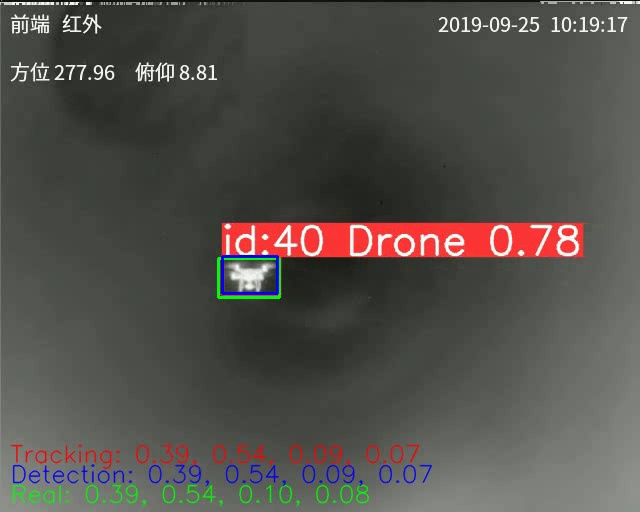 前端 红外
2019-09-25 10:19:17
方位 277.96 俯仰 8.81
id:40 Drone 0.78
Tracking: 0.39, 0.54, 0.09, 0.07
Detection: 0.39, 0.54, 0.09, 0.07
Real: 0.39, 0.54, 0.10, 0.08